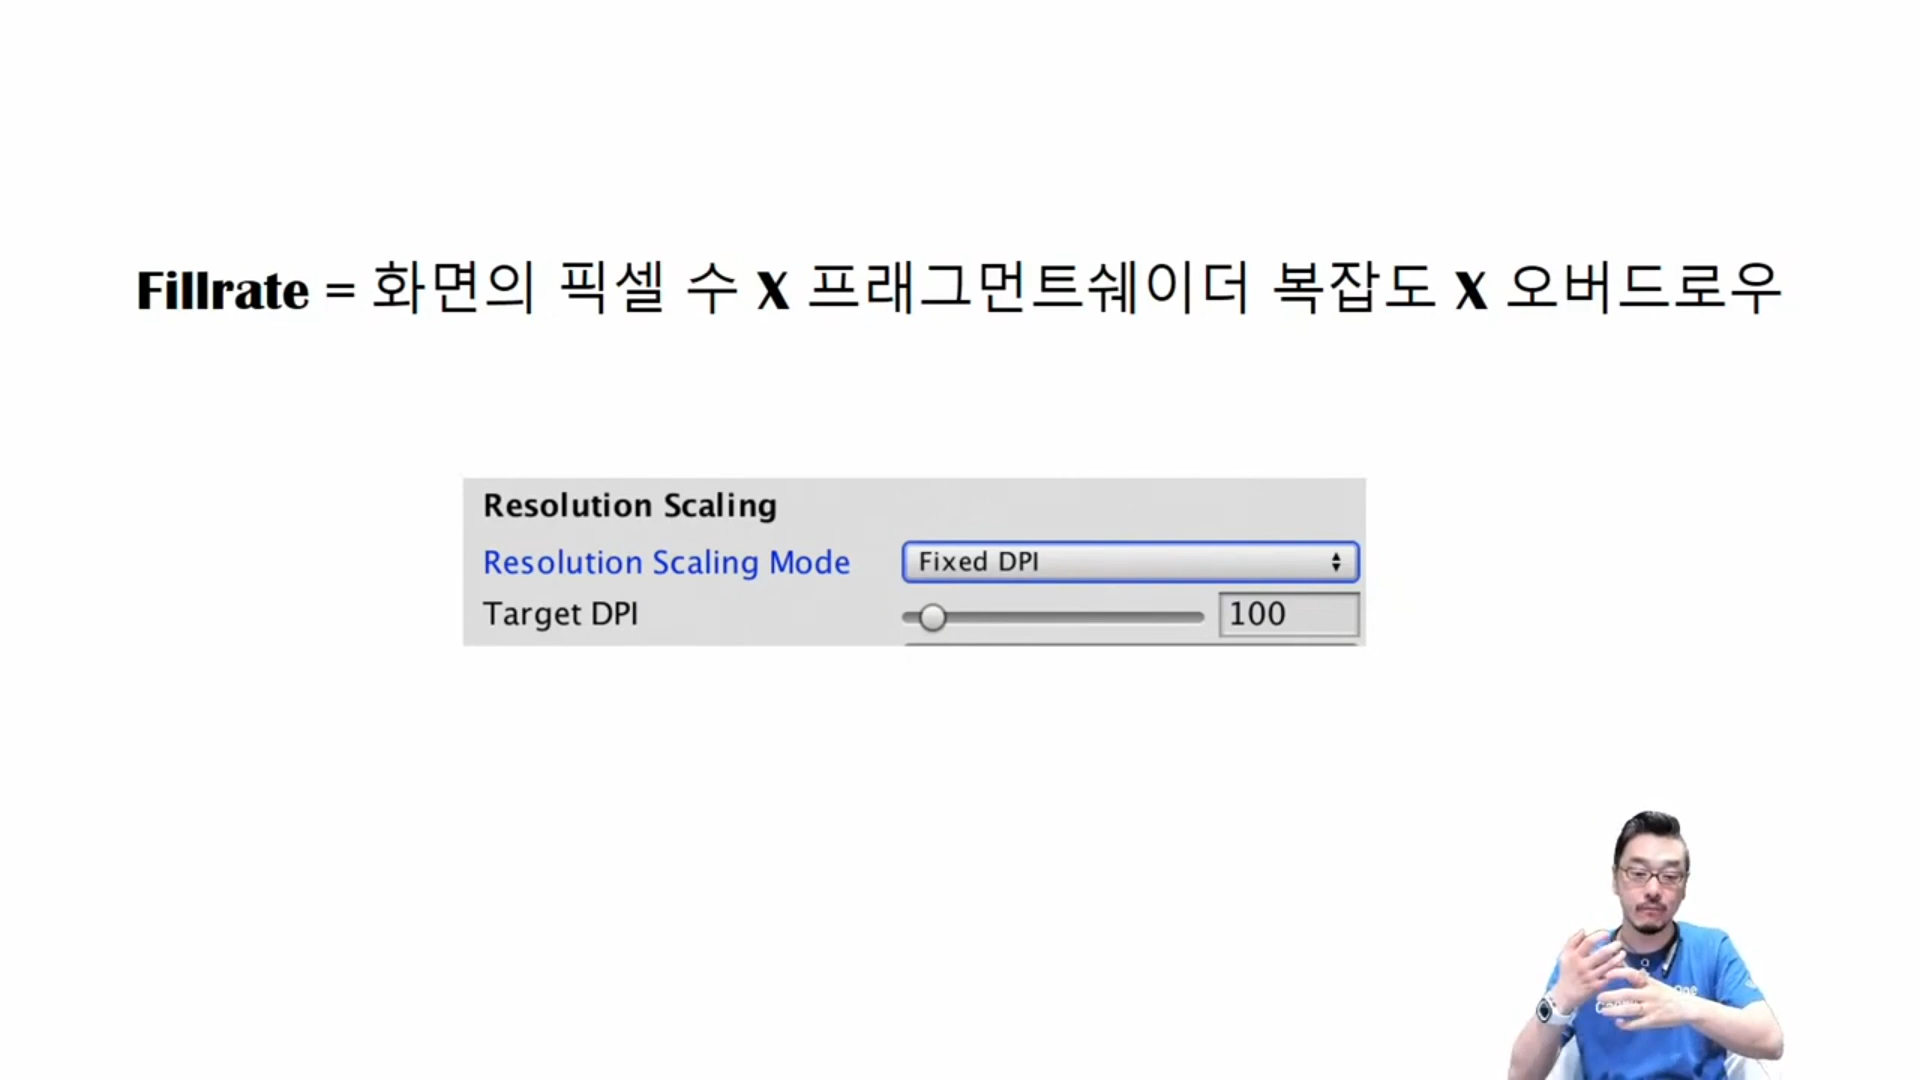 Fillrate = 화면의 픽셀 수 X 프래그먼트쉐이더 복잡도 X 오버드로우
Resolution Scaling
Resolution Scaling Mode Fixed DPI
Target DPI 100